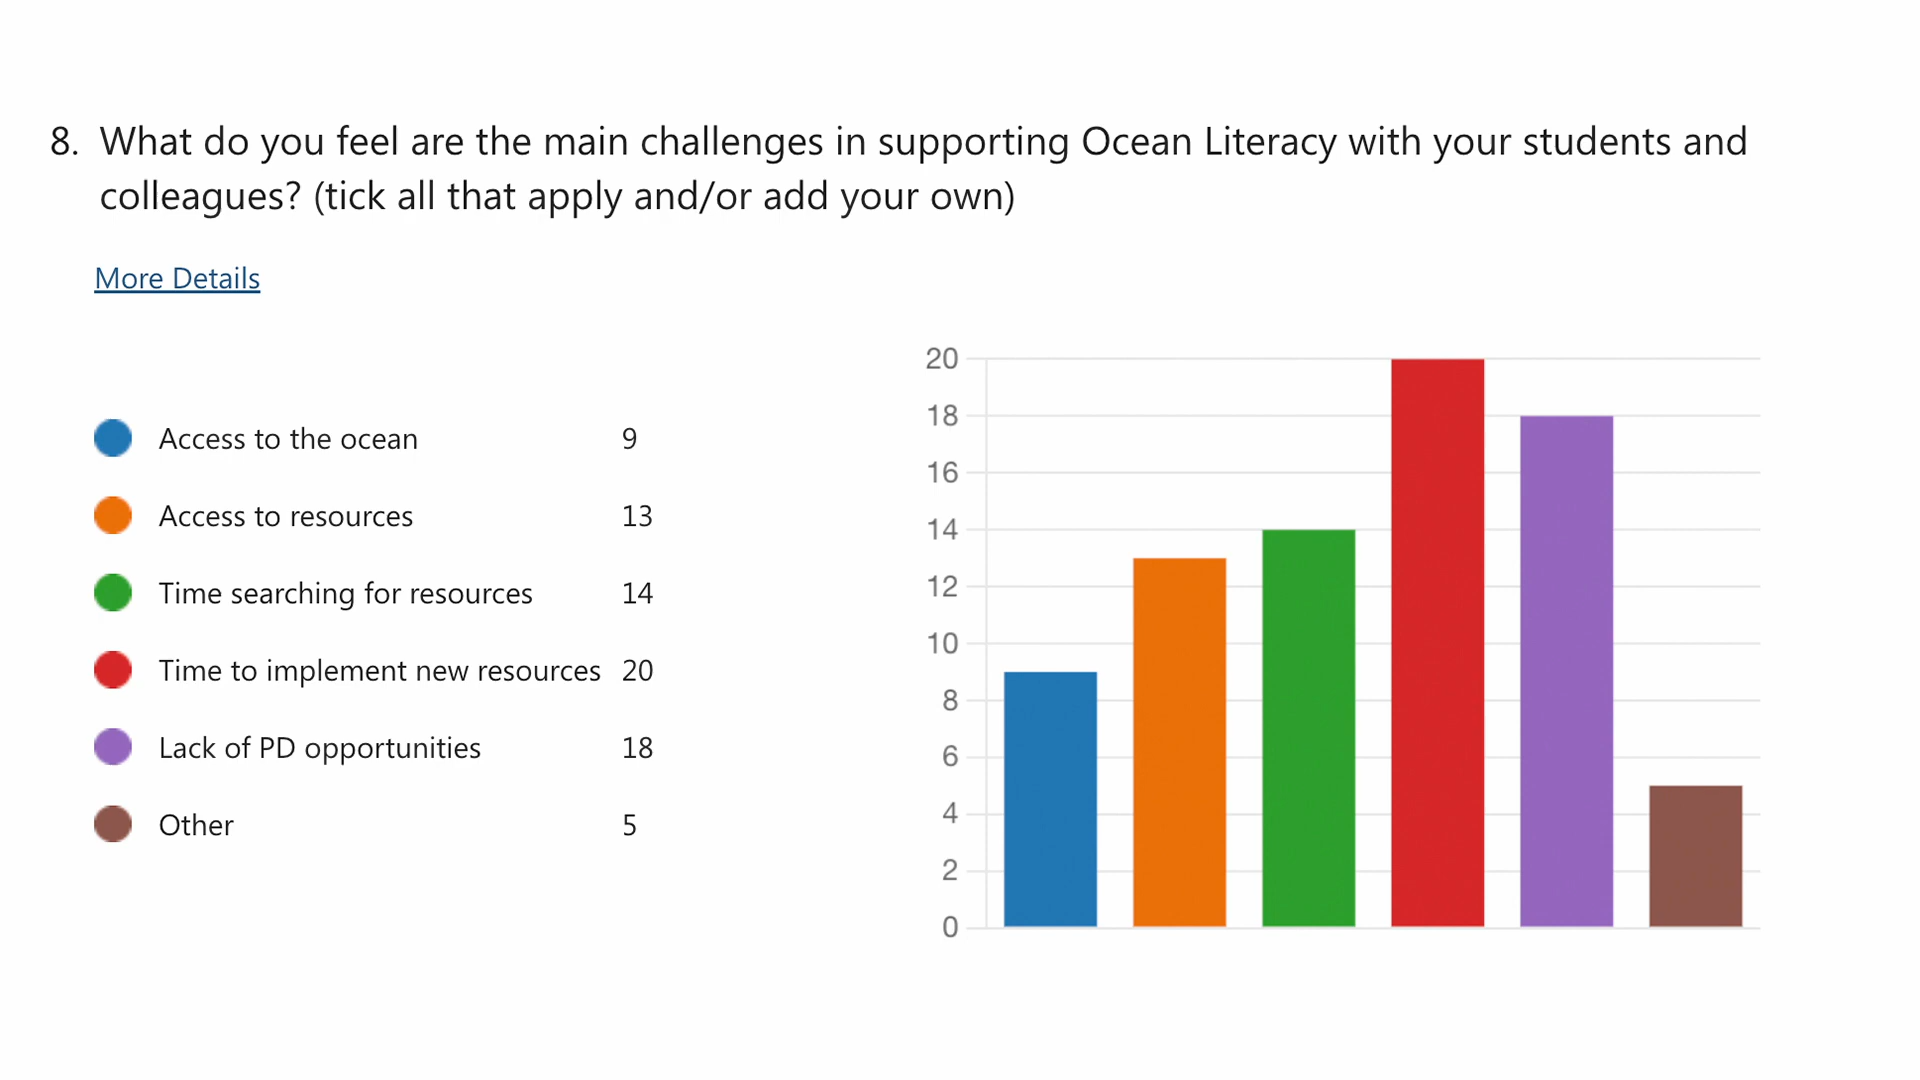 8. What do you feel are the main challenges in supporting Ocean Literacy with your students and
colleagues? (tick all that apply and/or add your own)
More Details
Access to the ocean 9
Access to resources 13
Time searching for resources 14
Time to implement new resources 20
Lack of PD opportunities 18
Other 5
20
18
16
14
12
10
8
6
4
2
0